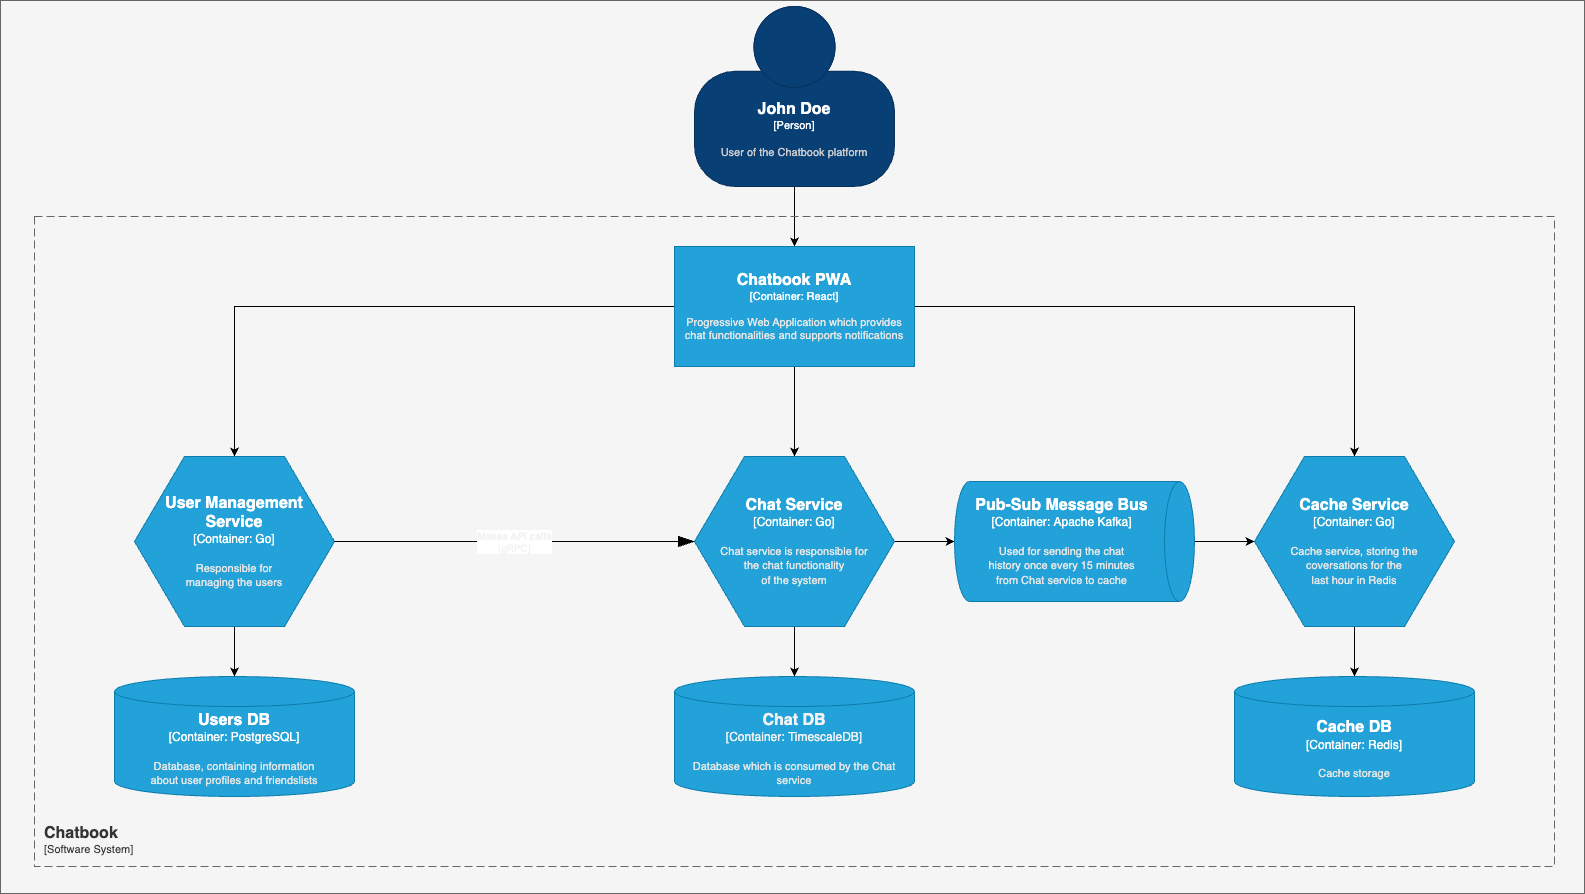 John Doe
[Person]
User of the Chatbook platform
Chatbook PWA
[Container: React]
Progressive Web Application which provides
chat functionalities and supports notifications
User Management
Service
[Container: Go]
Responsible for
managing the users
Makes API calls
[gRPC]
Chat Service
[Container: Go]
Chat service is responsible for
the chat functionality
of the system
Pub-Sub Message Bus
[Container: Apache Kafka]
Used for sending the chat
history once every 15 minutes
from Chat service to cache
Cache Service
[Container: Go]
Cache service, storing the
coversations for the
last hour in Redis
Users DB
[Container: PostgreSQL]
Database, containing information
about user profiles and friendslists
Chat DB
[Container: TimescaleDB]
Database which is consumed by the Chat
service
Cache DB
[Container: Redis]
Cache storage
Chatbook
[Software System]